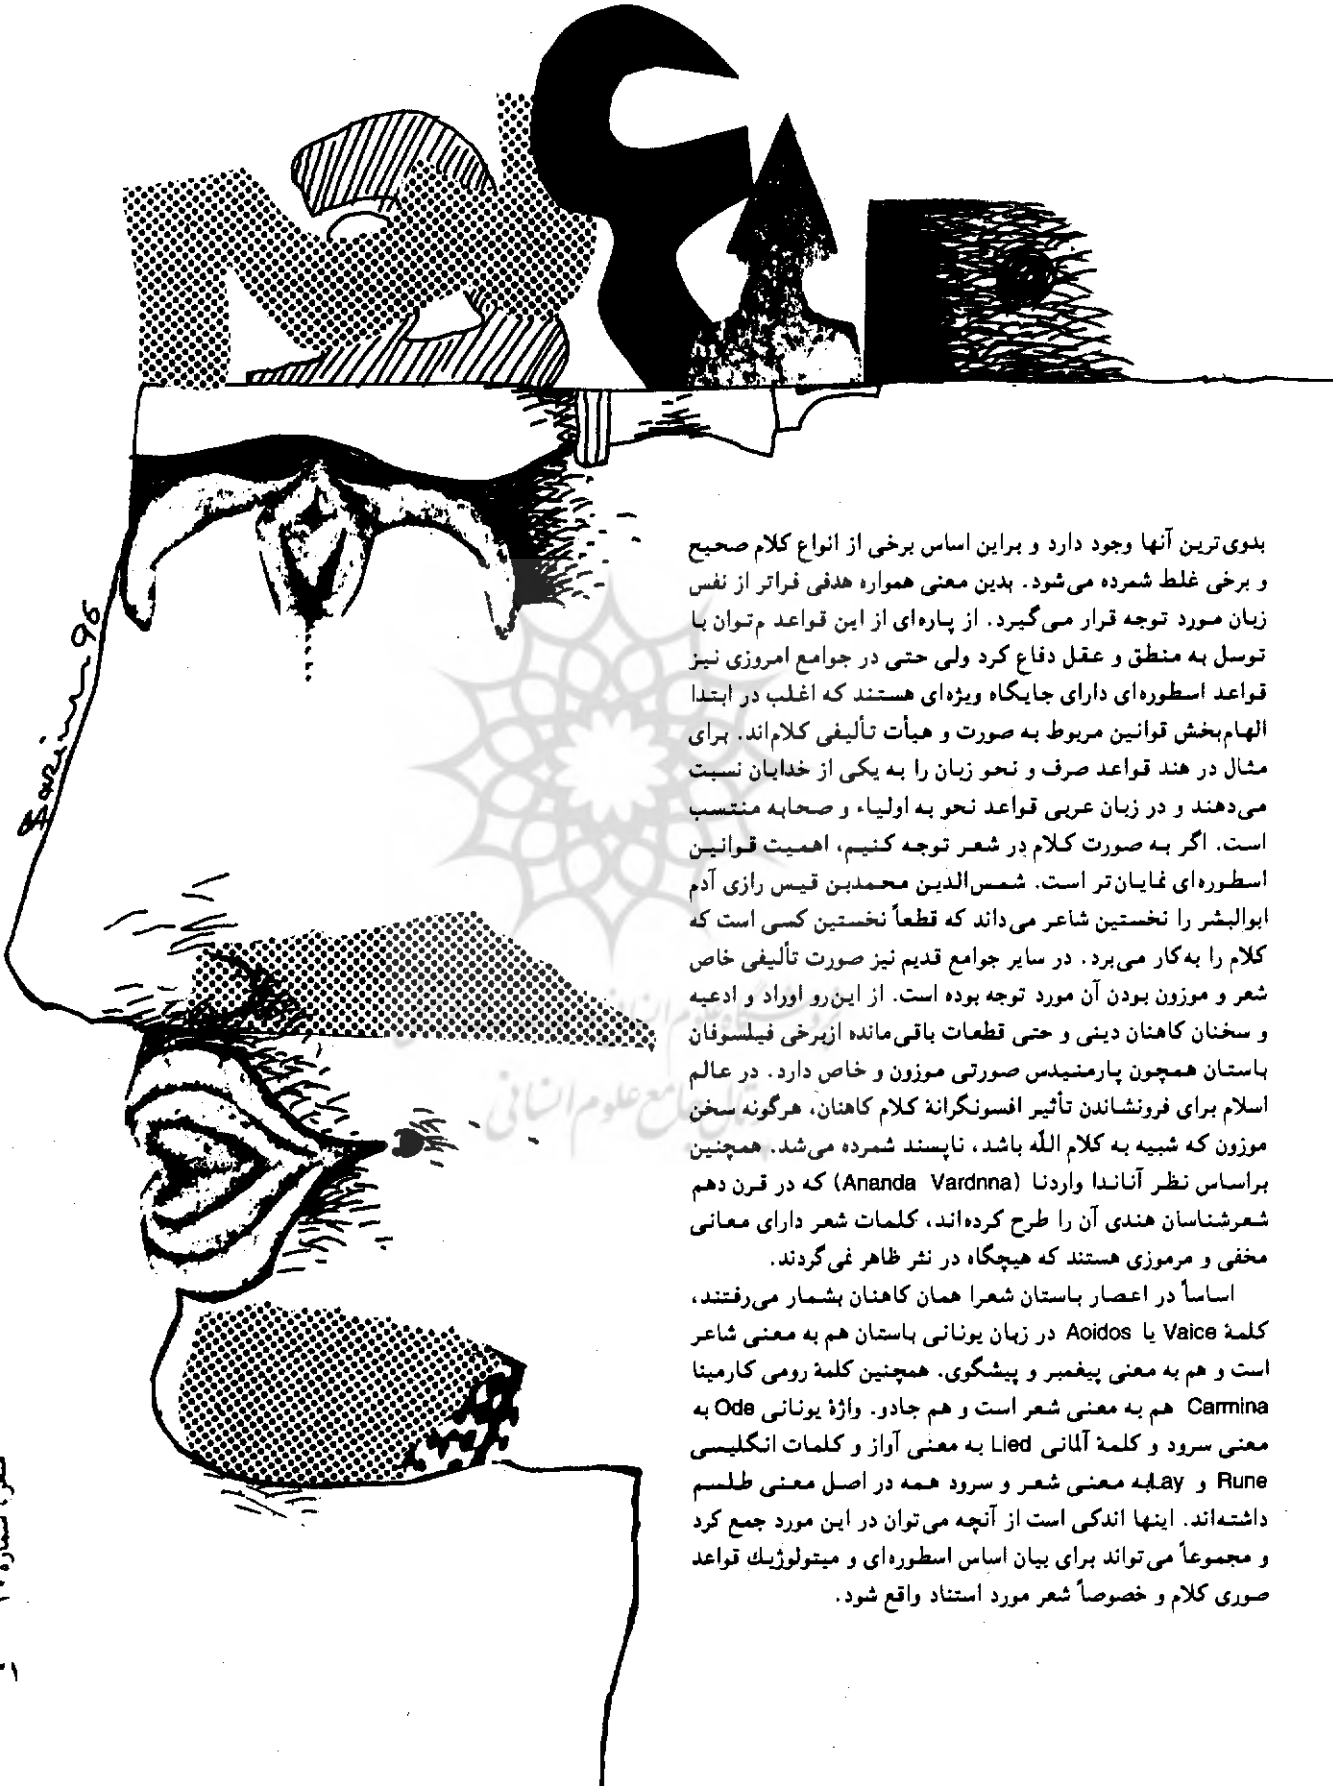 بدوی‌ترین آنها وجود دارد و براین اساس برخی از انواع کلام صحیح
و برخی غلط شمرده می‌شود. بدین معنی همواره هدفی فراتر از نفس
زبان مورد توجه قرار می‌گیرد. از پاره‌ای از این قواعد م‌توان با
توسل به منطق و عقل دفاع کرد ولی حتی در جوامع امروزی نیز
قواعد اسطوره‌ای دارای جایگاه ویژه‌ای هستند که اغلب در ابتدا
الهام‌بخش قوانین مربوط به صورت و هیأت تألیفی کلام‌اند. برای
مثال در هند قواعد صرف و نحو زبان را به یکی از خدایان نسبت
می‌دهند و در زبان عربی قواعد نحو به اولیاء و صحابه منتسب
است. اگر به صورت کلام در شعر توجه کنیم، اهمیت قوانین
اسطوره‌ای نمایان‌تر است. شمس‌الدین محمدبن قیس رازی آدم
ابوالبشر را نخستین شاعر می‌داند که قطعاً نخستین کسی است که
کلام را به‌کار می‌برد. در سایر جوامع قدیم نیز صورت تألیفی خاص
شعر و موزون بودن آن مورد توجه بوده است. از این‌رو اوراد و ادعیه
و سخنان کاهنان دینی و حتی قطعات باقی‌مانده ازبرخی فیلسوفان
باستان همچون پارمنیدس صورتی موزون و خاص دارد. در عالم
اسلام برای فرونشاندن تأثیر افسونگرانهٔ کلام کاهنان، هرگونه سخن
موزون که شبیه به کلام اللّه باشد، ناپسند شمرده می‌شد. همچنین
براساس نظر آناندا واردنا (Ananda Vardnna) که در قرن دهم
شعرشناسان هندی آن را طرح کرده‌اند، کلمات شعر دارای معانی
مخفی و مرموزی هستند که هیچگاه در نثر ظاهر نمی‌گردند.
اساساً در اعصار باستان شعرا همان کاهنان بشمار می‌رفتند،
کلمهٔ Vaice یا Aoidos در زبان یونانی باستان هم به معنی شاعر
است و هم به معنی پیغمبر و پیشگوی. همچنین کلمهٔ رومی کارمینا
Carmina هم به معنی شعر است و هم جادو. واژهٔ یونانی Ode به
معنی سرود و کلمهٔ آلمانی Lied به معنی آواز و کلمات انگلیسی
Rune و Lay به معنی شعر و سرود همه در اصل معنی طلسم
داشته‌اند. اینها اندکی است از آنچه می‌توان در این مورد جمع کرد
و مجموعاً می‌تواند برای بیان اساس اسطوره‌ای و میتولوژیك قواعد
صوری کلام و خصوصاً شعر مورد استناد واقع شود.
پرتال جامع علوم انسانی
96